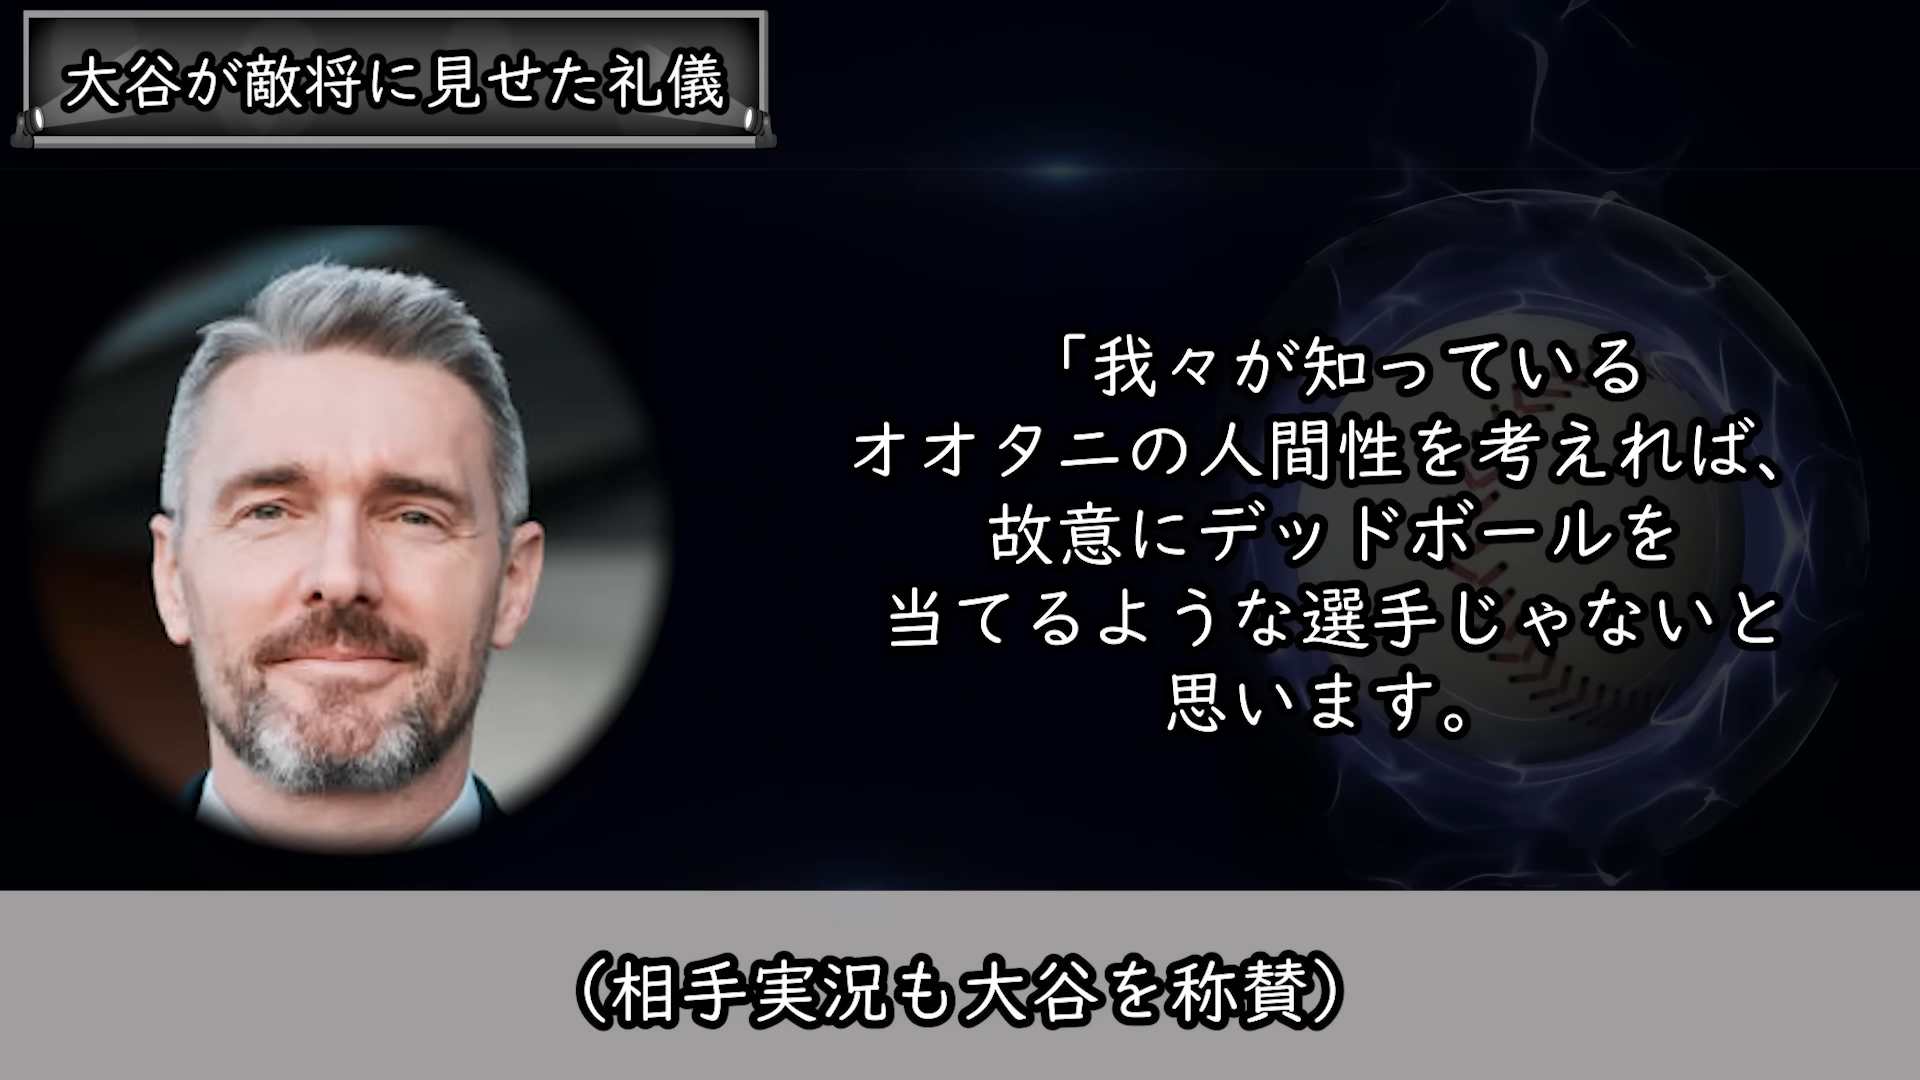 大谷が敵将に見せた礼儀
「我々が知っている
オオタニの人間性を考えれば、
故意にデッドボールを
当てるような選手じゃないと
思います。
（相手実況も大谷を称賛）